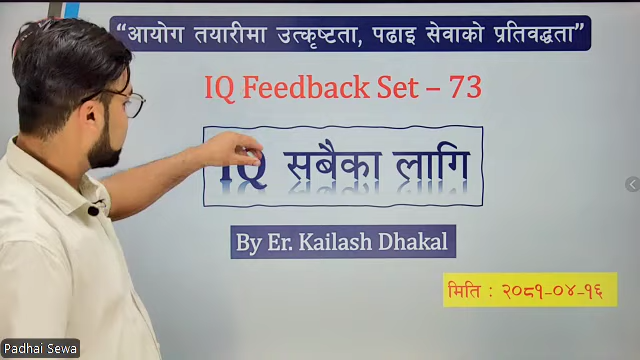 “आयोग तयारीमा उत्कृष्टता, पढाइ सेवाको प्रतिवद्धता”
IQ Feedback Set – 73
IQ सबैका लागि
By Er. Kailash Dhakal
मिति : २०८१-०४-१६
Padhai Sewa